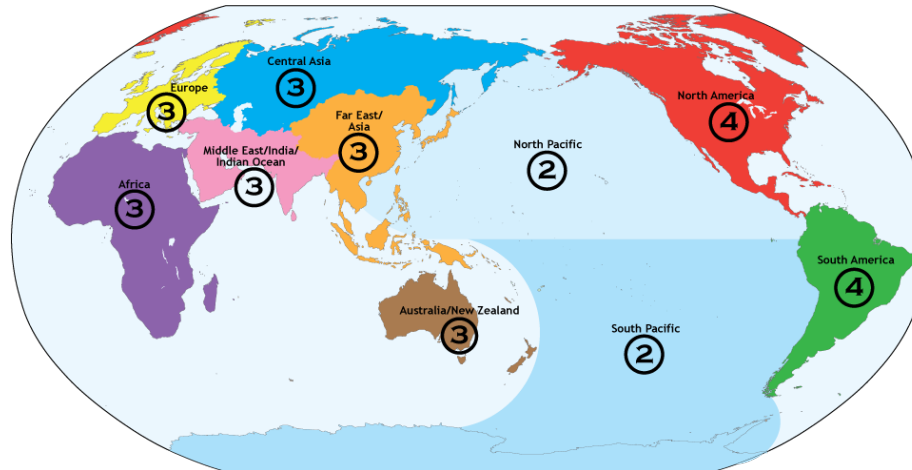 Central Asia
3
Europe
3
Far East/
Asia
3
North America
4
Middle East/India/
Indian Ocean
3
North Pacific
2
Africa
3
South America
4
Australia/New Zealand
3
South Pacific
2